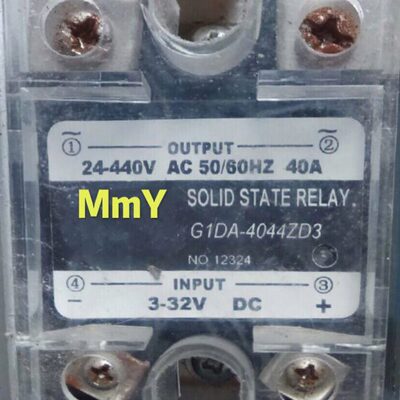 ~ ① OUTPUT ~ ②
24-440V AC 50/60HZ 40A
MmY SOLID STATE RELAY.
G1DA-4044ZD3
NO 12324
④ INPUT ③
− 3-32V DC +